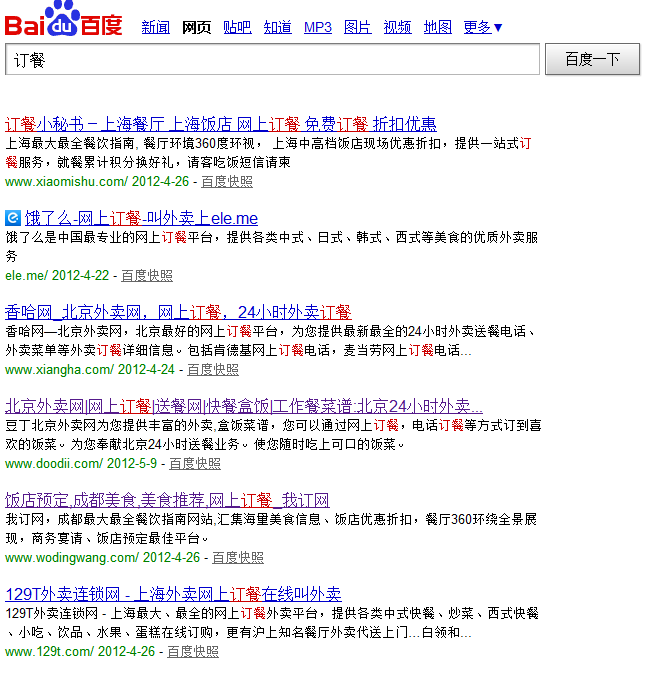 Bai du 百度 新闻 网页 贴吧 知道 MP3 图片 视频 地图 更多▼
订餐 百度一下
订餐小秘书 – 上海餐厅 上海饭店 网上订餐 免费订餐 折扣优惠
上海最大最全餐饮指南, 餐厅环境360度环视， 上海中高档饭店现场优惠折扣，提供一站式订
餐服务，就餐累计积分换好礼，请客吃饭短信请柬
www.xiaomishu.com/ 2012-4-26 - 百度快照
饿了么-网上订餐-叫外卖上ele.me
饿了么是中国最专业的网上订餐平台，提供各类中式、日式、韩式、西式等美食的优质外卖服
务
ele.me/ 2012-4-22 - 百度快照
香哈网_北京外卖网，网上订餐，24小时外卖订餐
香哈网—北京外卖网，北京最好的网上订餐平台，为您提供最新最全的24小时外卖送餐电话、
外卖菜单等外卖订餐详细信息。包括肯德基网上订餐电话，麦当劳网上订餐电话...
www.xiangha.com/ 2012-4-24 - 百度快照
北京外卖网|网上订餐|送餐网|快餐盒饭|工作餐菜谱:北京24小时外卖...
豆丁北京外卖网为您提供丰富的外卖,盒饭菜谱，您可以通过网上订餐，电话订餐等方式订到喜
欢的饭菜。为您奉献北京24小时送餐业务。使您随时吃上可口的饭菜。
www.doodii.com/ 2012-5-9 - 百度快照
饭店预定,成都美食,美食推荐,网上订餐_我订网
我订网，成都最大最全餐饮指南网站,汇集海量美食信息、饭店优惠折扣，餐厅360环绕全景展
现，商务宴请、饭店预定最佳平台。
www.wodingwang.com/ 2012-4-26 - 百度快照
129T外卖连锁网 - 上海外卖网上订餐在线叫外卖
129T外卖连锁网 - 上海最大、最全的网上订餐外卖平台，提供各类中式快餐、炒菜、西式快餐
、小吃、饮品、水果、蛋糕在线订购，更有沪上知名餐厅外卖代送上门...白领和...
www.129t.com/ 2012-4-26 - 百度快照